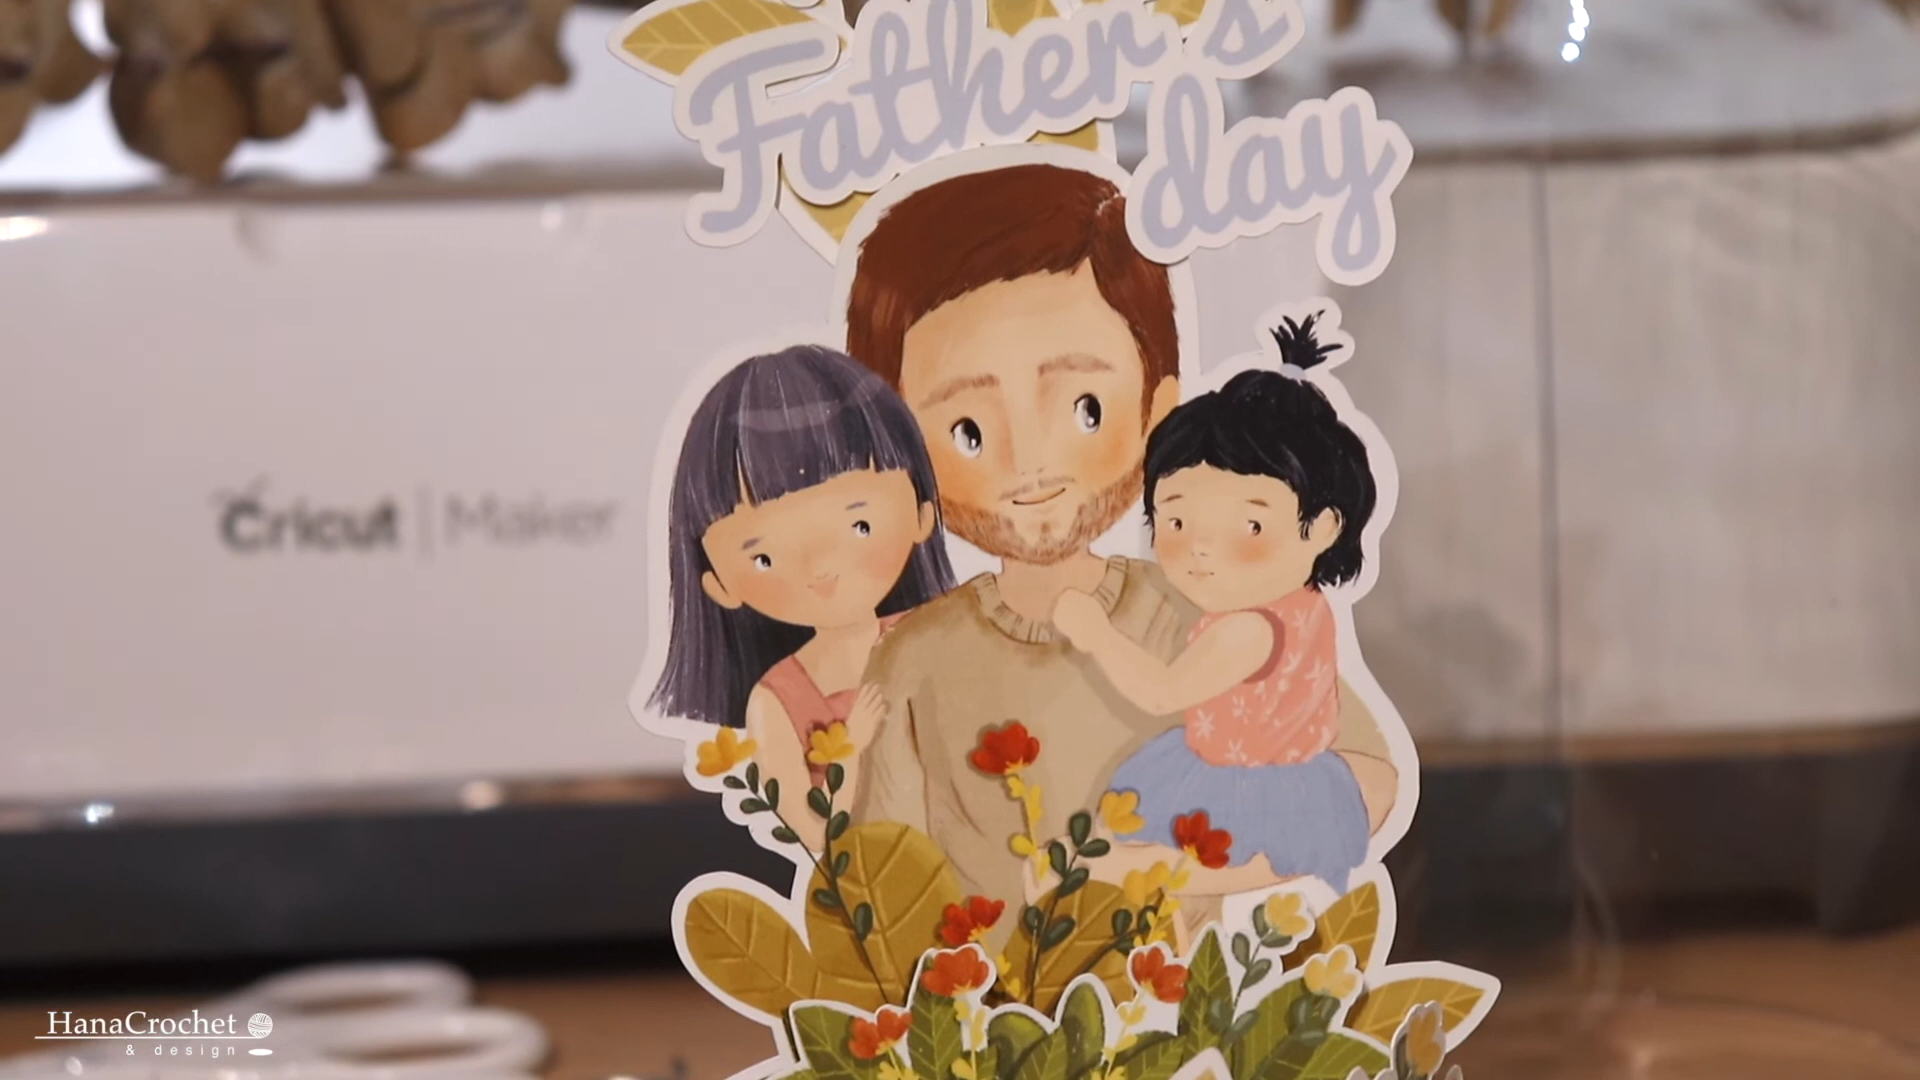 Father's
day
Cricut | Maker
HanaCrochet
& design